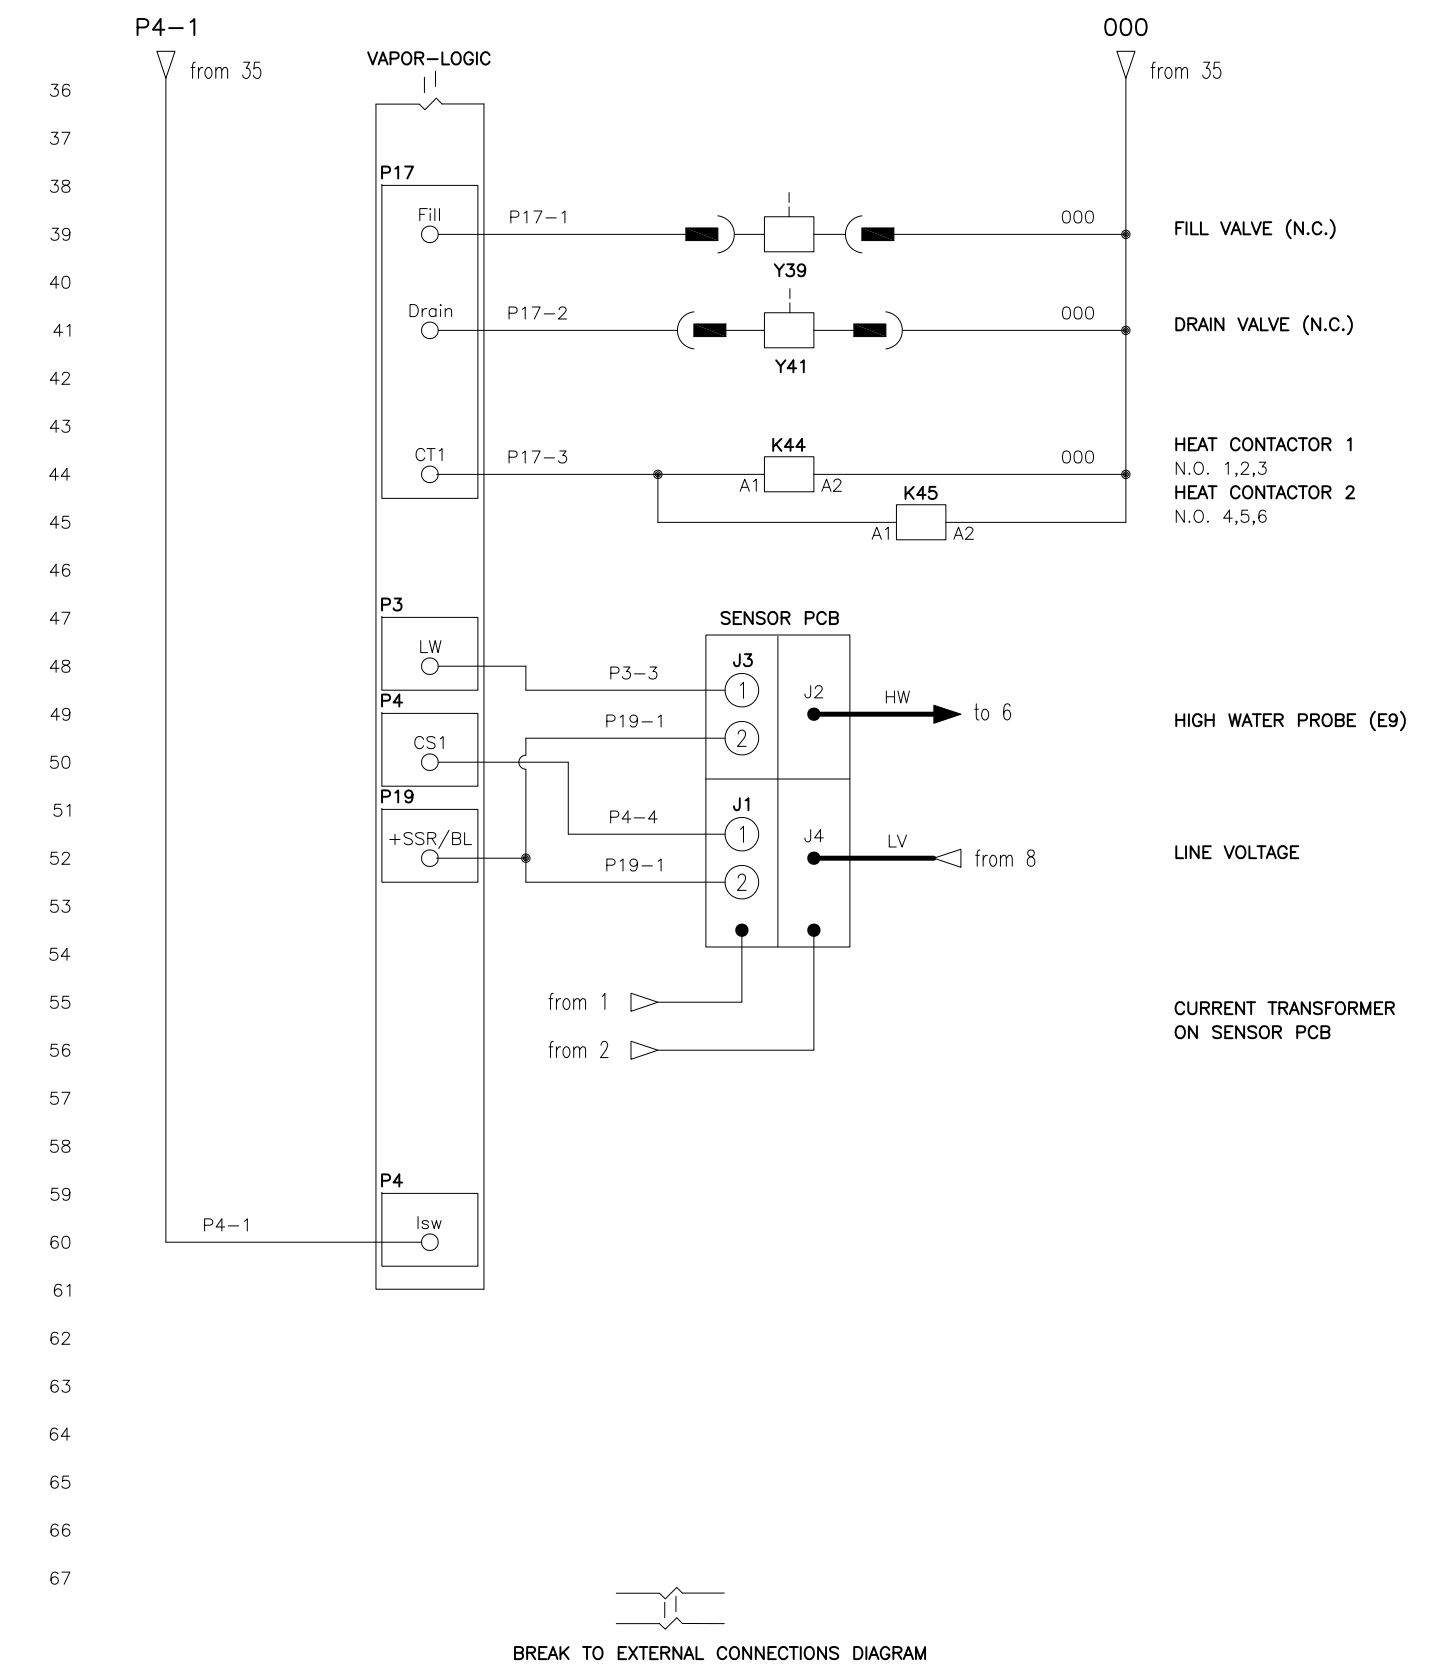 P4-1
000
VAPOR-LOGIC
from 35
from 35
36
37
P17
38
Fill
P17-1
000
FILL VALVE (N.C.)
39
Y39
40
Drain
P17-2
000
DRAIN VALVE (N.C.)
41
Y41
42
43
K44
HEAT CONTACTOR 1
CT1
P17-3
000
44
N.O. 1,2,3
A1
A2
K45
HEAT CONTACTOR 2
45
N.O. 4,5,6
A1
A2
46
P3
47
SENSOR PCB
LW
J3
48
P3-3
1
J2
HW
P4
49
to 6
P19-1
HIGH WATER PROBE (E9)
CS1
2
50
P19
J1
51
P4-4
1
J4
LV
+SSR/BL
LINE VOLTAGE
52
from 8
P19-1
2
53
54
55
from 1
CURRENT TRANSFORMER
ON SENSOR PCB
56
from 2
57
58
P4
59
P4-1
Isw
60
61
62
63
64
65
66
67
BREAK TO EXTERNAL CONNECTIONS DIAGRAM